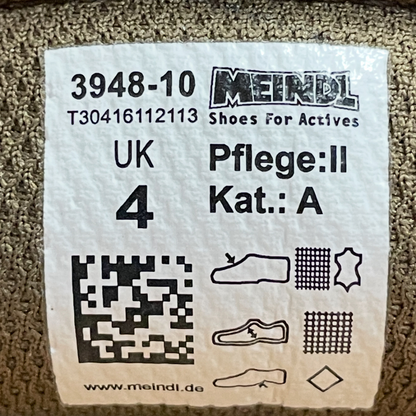 3948-10
T30416112113
MEINDL
Shoes For Actives
UK
4
Pflege:II
Kat.: A
www.meindl.de